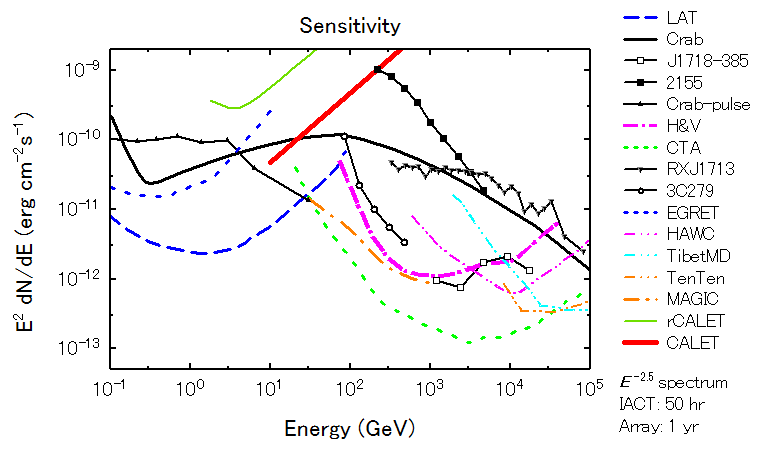 Sensitivity
E² dN/dE (erg cm⁻² s⁻¹)
10⁻⁹
10⁻¹⁰
10⁻¹¹
10⁻¹²
10⁻¹³
10⁻¹ 10⁰ 10¹ 10² 10³ 10⁴ 10⁵
Energy (GeV)
LAT
Crab
J1718-385
2155
Crab-pulse
H&V
CTA
RXJ1713
3C279
EGRET
HAWC
TibetMD
TenTen
MAGIC
rCALET
CALET
E⁻²·⁵ spectrum
IACT: 50 hr
Array: 1 yr